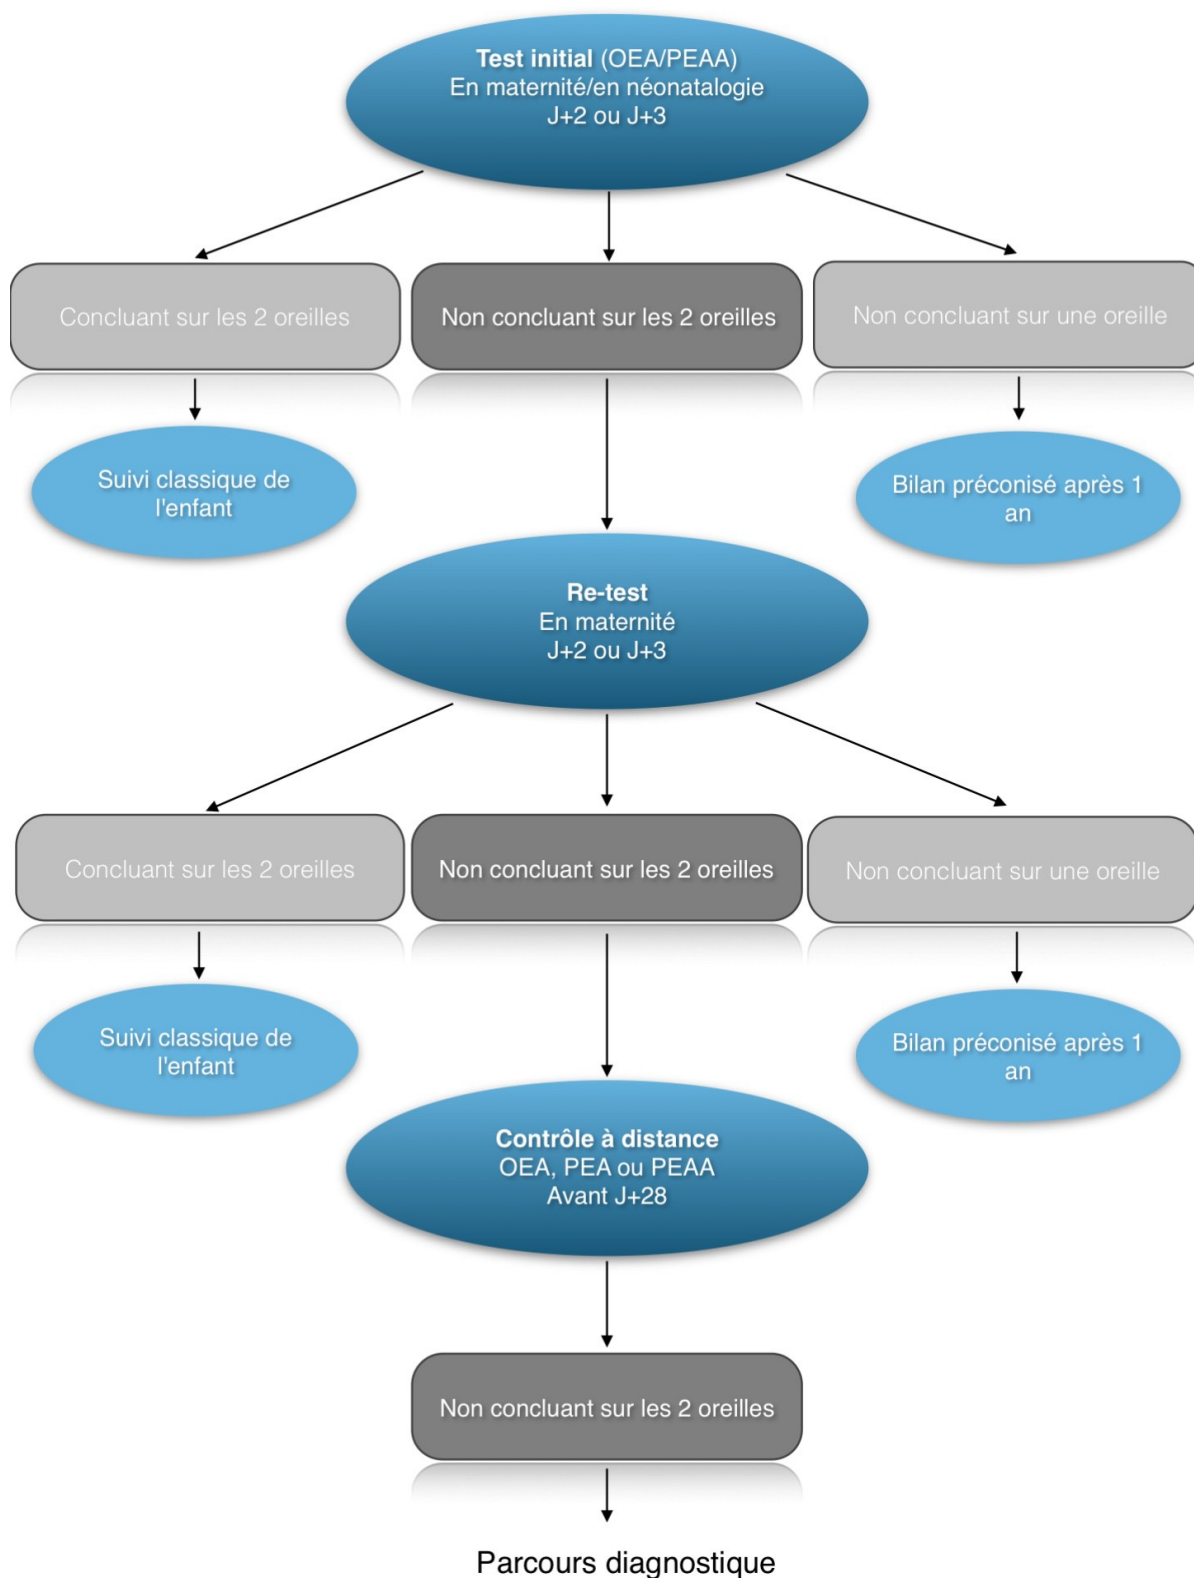 Test initial (OEA/PEAA)
En maternité/en néonatalogie
J+2 ou J+3
Concluant sur les 2 oreilles
Non concluant sur les 2 oreilles
Non concluant sur une oreille
Suivi classique de
l'enfant
Bilan préconisé après 1
an
Re-test
En maternité
J+2 ou J+3
Concluant sur les 2 oreilles
Non concluant sur les 2 oreilles
Non concluant sur une oreille
Suivi classique de
l'enfant
Bilan préconisé après 1
an
Contrôle à distance
OEA, PEA ou PEAA
Avant J+28
Non concluant sur les 2 oreilles
Parcours diagnostique